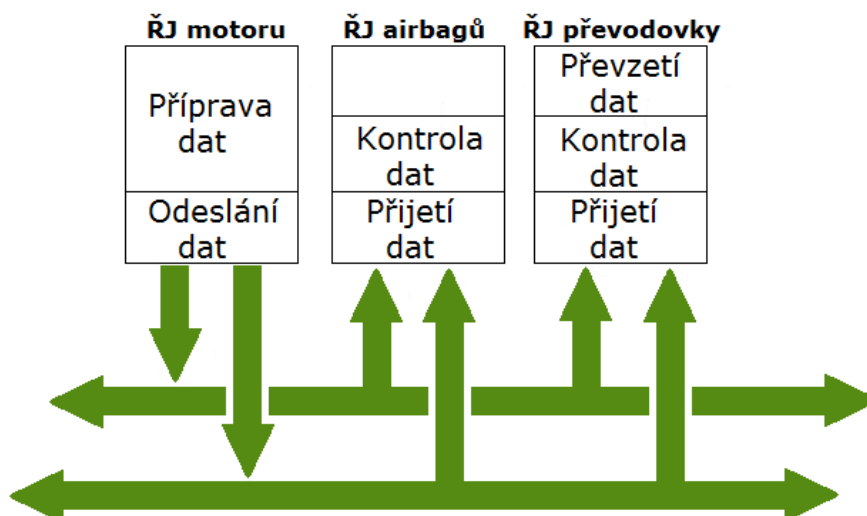 ŘJ motoru
ŘJ airbagů
ŘJ převodovky
Příprava
dat
Odeslání
dat
Kontrola
dat
Přijetí
dat
Převzetí
dat
Kontrola
dat
Přijetí
dat